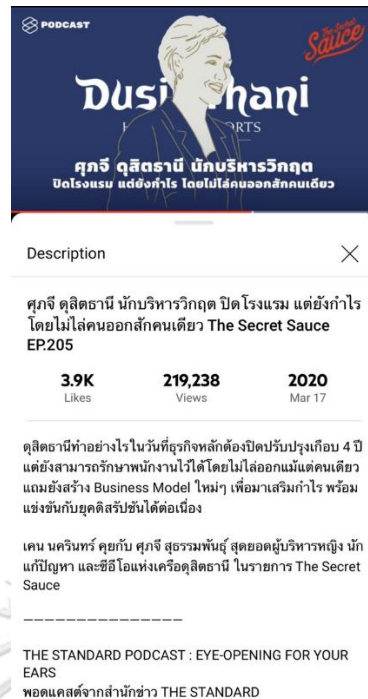 PODCAST
The Secret
Sauce
Dusi hani
H ORTS
ศุภจี ดุสิตธานี นักบริหารวิกฤต
ปิดโรงแรม แต่ยังกำไร โดยไม่ไล่คนออกสักคนเดียว
Description
ศุภจี ดุสิตธานี นักบริหารวิกฤต ปิดโรงแรม แต่ยังกำไร
โดยไม่ไล่คนออกสักคนเดียว The Secret Sauce
EP.205
3.9K 219,238 2020
Likes Views Mar 17
ดุสิตธานีทำอย่างไรในวันที่ธุรกิจหลักต้องปิดปรับปรุงเกือบ 4 ปี
แต่ยังสามารถรักษาพนักงานไว้ได้โดยไม่ไล่ออกแม้แต่คนเดียว
แถมยังสร้าง Business Model ใหม่ๆ เพื่อมาเสริมกำไร พร้อม
แข่งขันกับยุคดิสรัปชันได้ต่อเนื่อง
เคน นครินทร์ คุยกับ ศุภจี สุธรรมพันธุ์ สุดยอดผู้บริหารหญิง นัก
แก้ปัญหา และซีอีโอแห่งเครือดุสิตธานี ในรายการ The Secret
Sauce
———————————————
THE STANDARD PODCAST : EYE-OPENING FOR YOUR
EARS
พอดแคสต์จากสำนักข่าว THE STANDARD